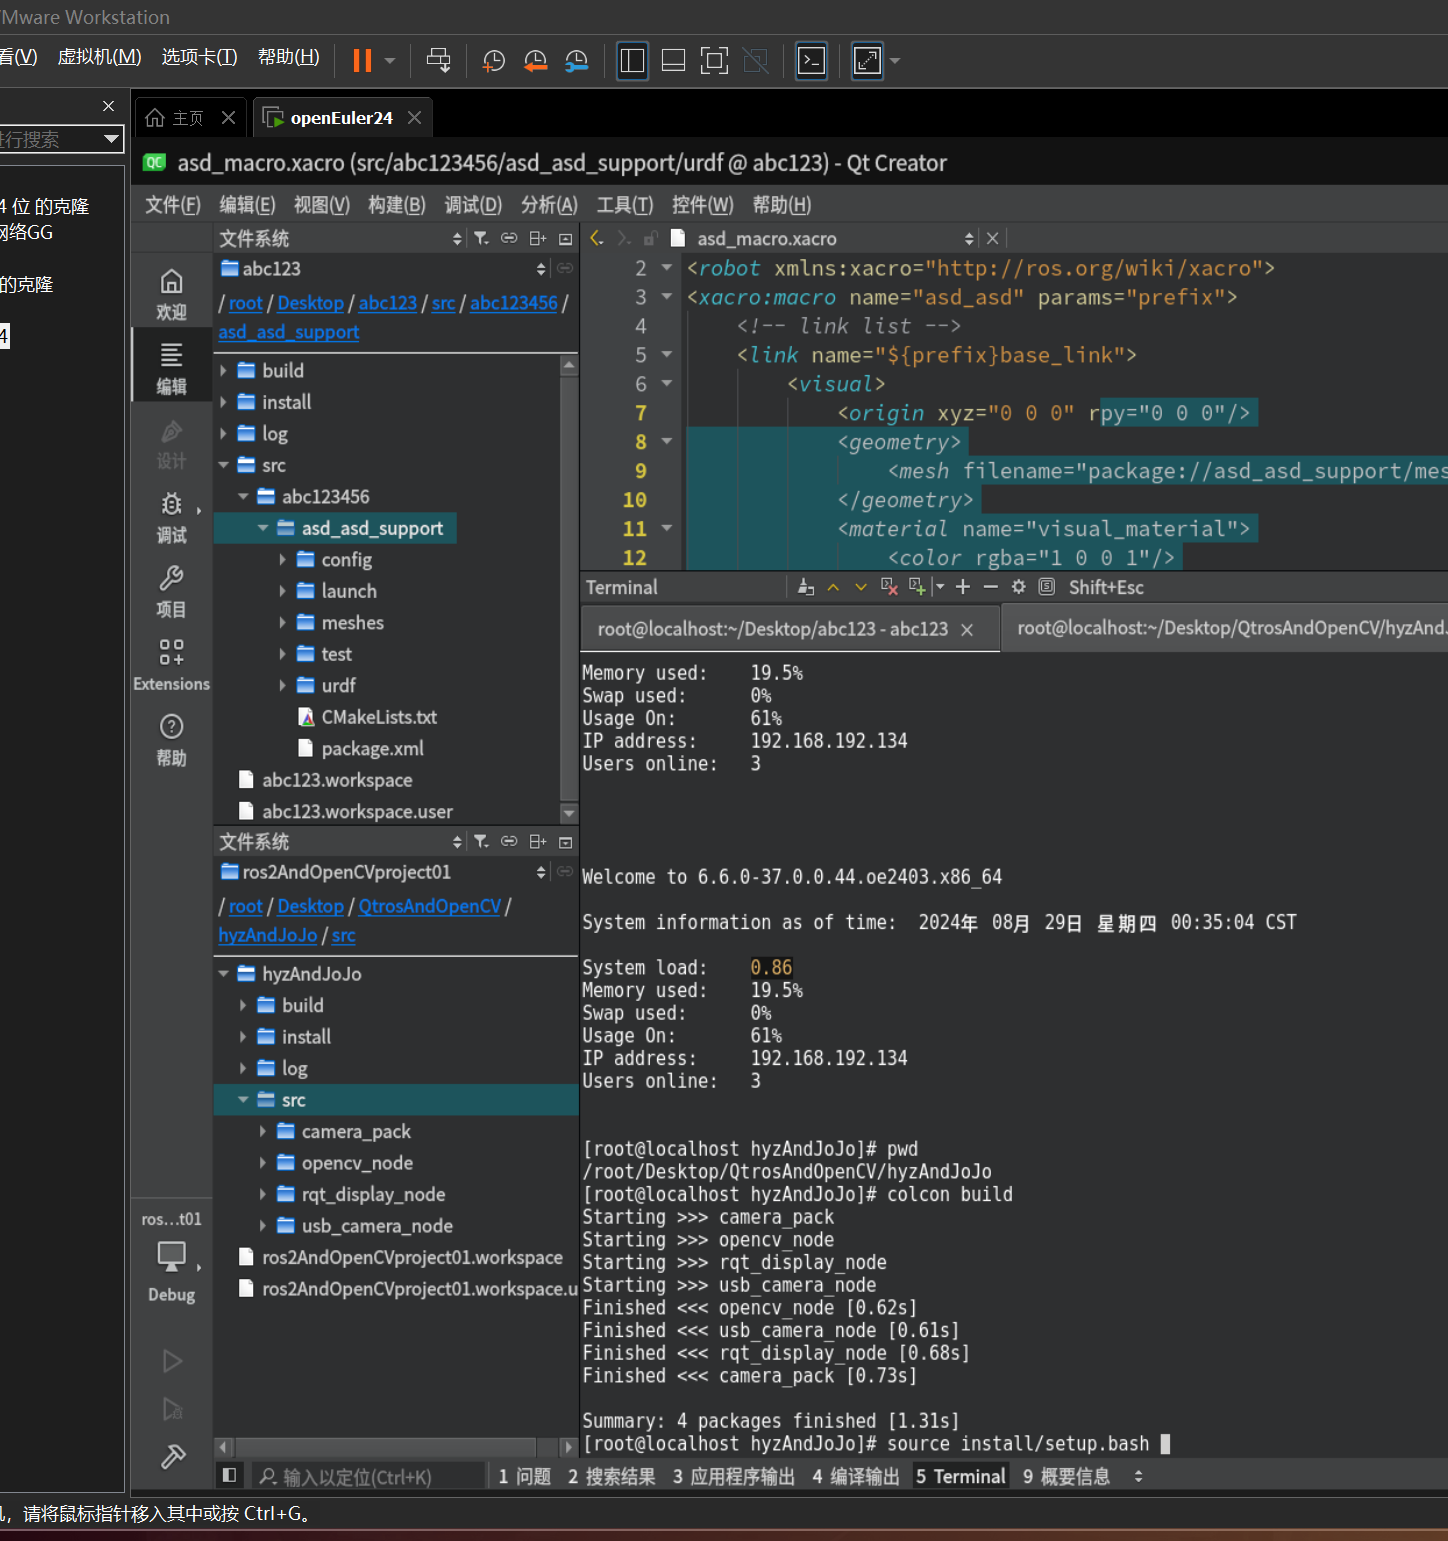 VMware Workstation
看(V) 虚拟机(M) 选项卡(T) 帮助(H)
主页 openEuler24
进行搜索
asd_macro.xacro (src/abc123456/asd_asd_support/urdf @ abc123) - Qt Creator
4 位 的克隆
网络GG
的克隆
4
文件(F) 编辑(E) 视图(V) 构建(B) 调试(D) 分析(A) 工具(T) 控件(W) 帮助(H)
欢迎
编辑
设计
调试
项目
Extensions
帮助
ros...t01
Debug
文件系统
abc123
/ root / Desktop / abc123 / src / abc123456 /
asd_asd_support
build
install
log
src
abc123456
asd_asd_support
config
launch
meshes
test
urdf
CMakeLists.txt
package.xml
abc123.workspace
abc123.workspace.user
文件系统
ros2AndOpenCVproject01
/ root / Desktop / QtrosAndOpenCV /
hyzAndJoJo / src
hyzAndJoJo
build
install
log
src
camera_pack
opencv_node
rqt_display_node
usb_camera_node
ros2AndOpenCVproject01.workspace
ros2AndOpenCVproject01.workspace.u
asd_macro.xacro
2 <robot xmlns:xacro="http://ros.org/wiki/xacro">
3 <xacro:macro name="asd_asd" params="prefix">
4 <!-- link list -->
5 <link name="${prefix}base_link">
6 <visual>
7 <origin xyz="0 0 0" rpy="0 0 0"/>
8 <geometry>
9 <mesh filename="package://asd_asd_support/mes
10 </geometry>
11 <material name="visual_material">
12 <color rgba="1 0 0 1"/>
Terminal Shift+Esc
root@localhost:~/Desktop/abc123 - abc123 root@localhost:~/Desktop/QtrosAndOpenCV/hyzAnd
Memory used: 19.5%
Swap used: 0%
Usage On: 61%
IP address: 192.168.192.134
Users online: 3
Welcome to 6.6.0-37.0.0.44.oe2403.x86_64
System information as of time: 2024年 08月 29日 星期四 00:35:04 CST
System load: 0.86
Memory used: 19.5%
Swap used: 0%
Usage On: 61%
IP address: 192.168.192.134
Users online: 3
[root@localhost hyzAndJoJo]# pwd
/root/Desktop/QtrosAndOpenCV/hyzAndJoJo
[root@localhost hyzAndJoJo]# colcon build
Starting >>> camera_pack
Starting >>> opencv_node
Starting >>> rqt_display_node
Starting >>> usb_camera_node
Finished <<< opencv_node [0.62s]
Finished <<< usb_camera_node [0.61s]
Finished <<< rqt_display_node [0.68s]
Finished <<< camera_pack [0.73s]
Summary: 4 packages finished [1.31s]
[root@localhost hyzAndJoJo]# source install/setup.bash
输入以定位(Ctrl+K) 1 问题 2 搜索结果 3 应用程序输出 4 编译输出 5 Terminal 9 概要信息
机，请将鼠标指针移入其中或按 Ctrl+G。